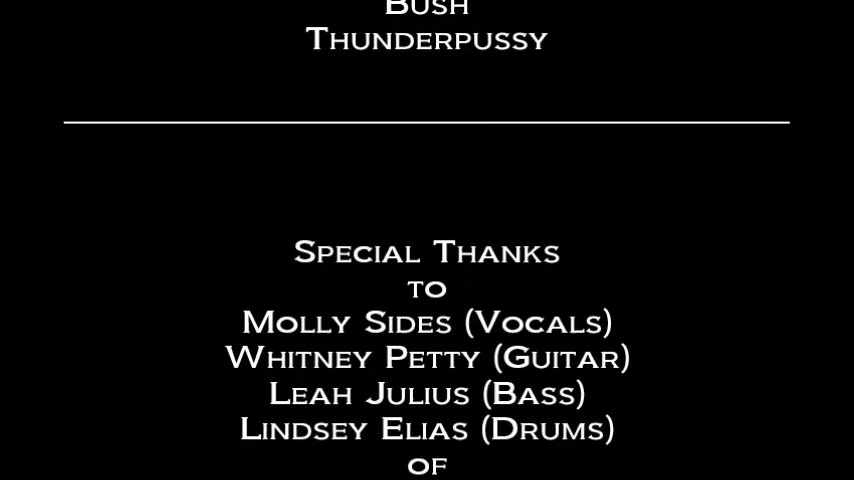 Bush
Thunderpussy
Special Thanks
to
Molly Sides (Vocals)
Whitney Petty (Guitar)
Leah Julius (Bass)
Lindsey Elias (Drums)
of